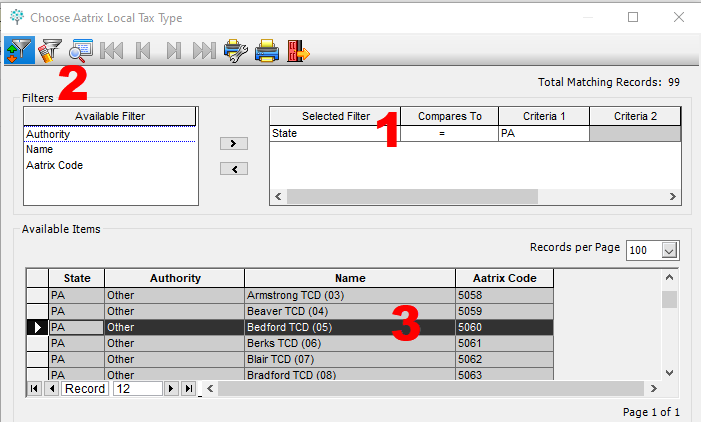 Choose Aatrix Local Tax Type
2
Total Matching Records: 99
Filters
Available Filter
Authority
Name
Aatrix Code
>
<
Selected Filter Compares To Criteria 1 Criteria 2
State = PA
1
Available Items
Records per Page 100
State Authority Name Aatrix Code
PA Other Armstrong TCD (03) 5058
PA Other Beaver TCD (04) 5059
PA Other Bedford TCD (05) 5060
3
PA Other Berks TCD (06) 5061
PA Other Blair TCD (07) 5062
PA Other Bradford TCD (08) 5063
Record 12
Page 1 of 1